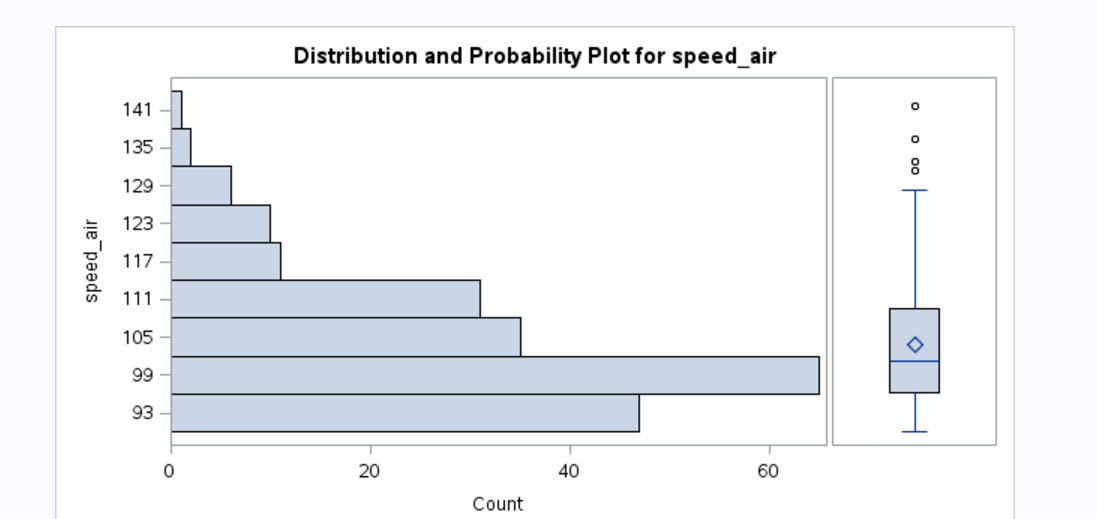 Distribution and Probability Plot for speed_air
141
135
129
123
117
111
105
99
93
speed_air
0 20 40 60
Count